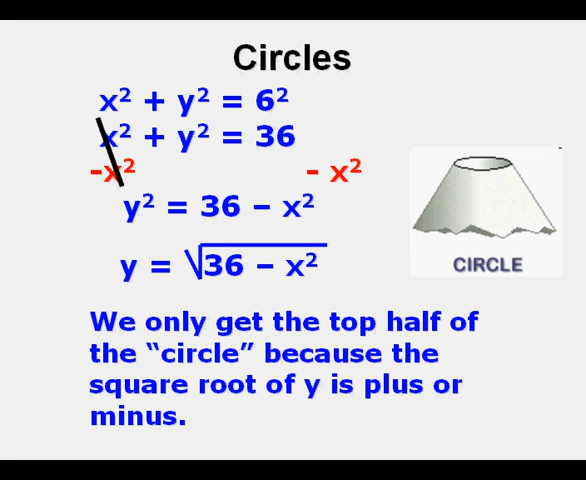 Circles
x² + y² = 6²
x² + y² = 36
-x² - x²
y² = 36 – x²
y = √36 – x²
CIRCLE
We only get the top half of
the “circle” because the
square root of y is plus or
minus.